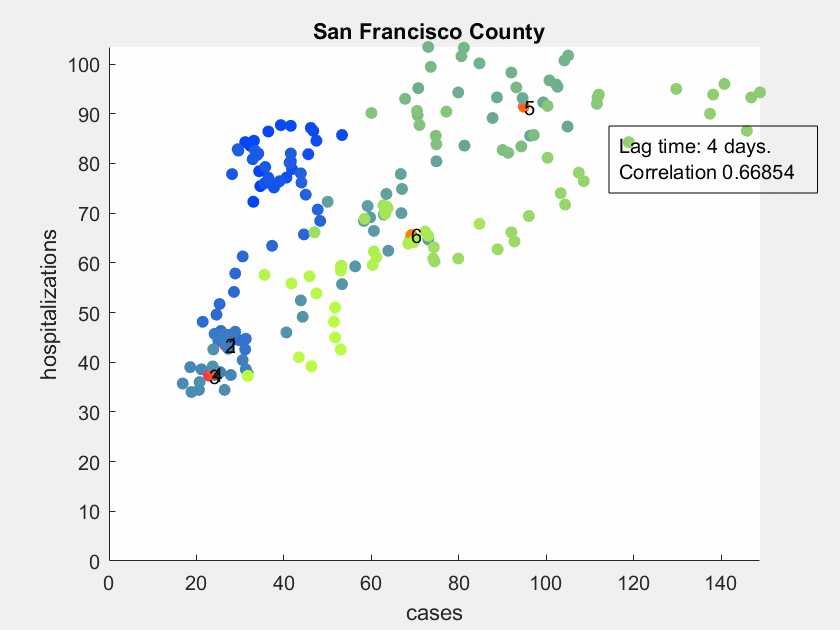 San Francisco County
100
90
80
70
60
50
40
30
20
10
0
hospitalizations
5
Lag time: 4 days.
Correlation 0.66854
6
2
3
4
0 20 40 60 80 100 120 140
cases